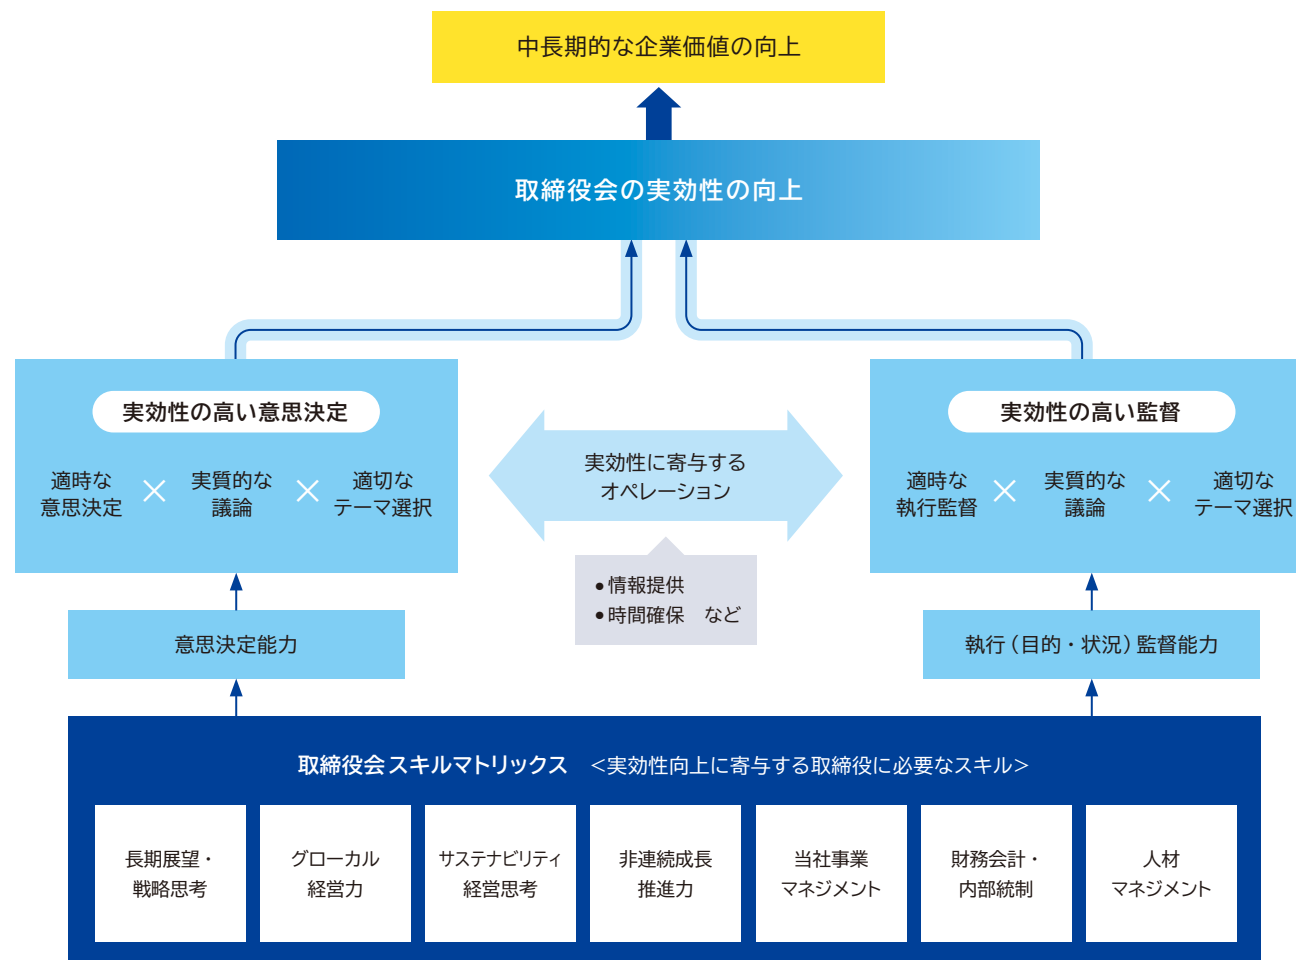 中長期的な企業価値の向上
取締役会の実効性の向上
実効性の高い意思決定
適時な
意思決定
×
実質的な
議論
×
適切な
テーマ選択
実効性に寄与する
オペレーション
●情報提供
●時間確保　など
実効性の高い監督
適時な
執行監督
×
実質的な
議論
×
適切な
テーマ選択
意思決定能力
執行（目的・状況）監督能力
取締役会スキルマトリックス　<実効性向上に寄与する取締役に必要なスキル>
長期展望・
戦略思考
グローカル
経営力
サステナビリティ
経営思考
非連続成長
推進力
当社事業
マネジメント
財務会計・
内部統制
人材
マネジメント